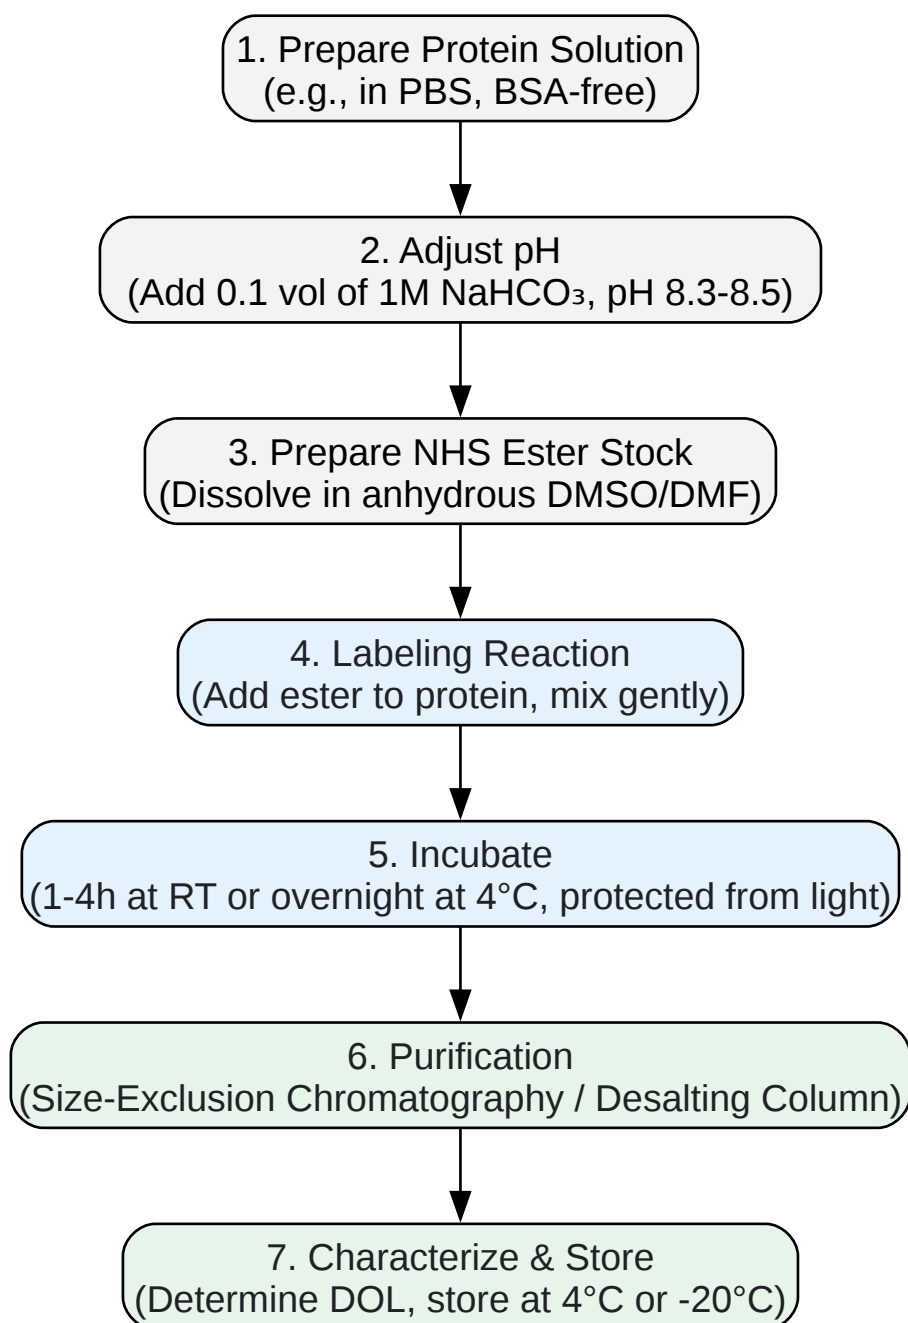 1. Prepare Protein Solution
(e.g., in PBS, BSA-free)
2. Adjust pH
(Add 0.1 vol of 1M NaHCO₃, pH 8.3-8.5)
3. Prepare NHS Ester Stock
(Dissolve in anhydrous DMSO/DMF)
4. Labeling Reaction
(Add ester to protein, mix gently)
5. Incubate
(1-4h at RT or overnight at 4°C, protected from light)
6. Purification
(Size-Exclusion Chromatography / Desalting Column)
7. Characterize & Store
(Determine DOL, store at 4°C or -20°C)